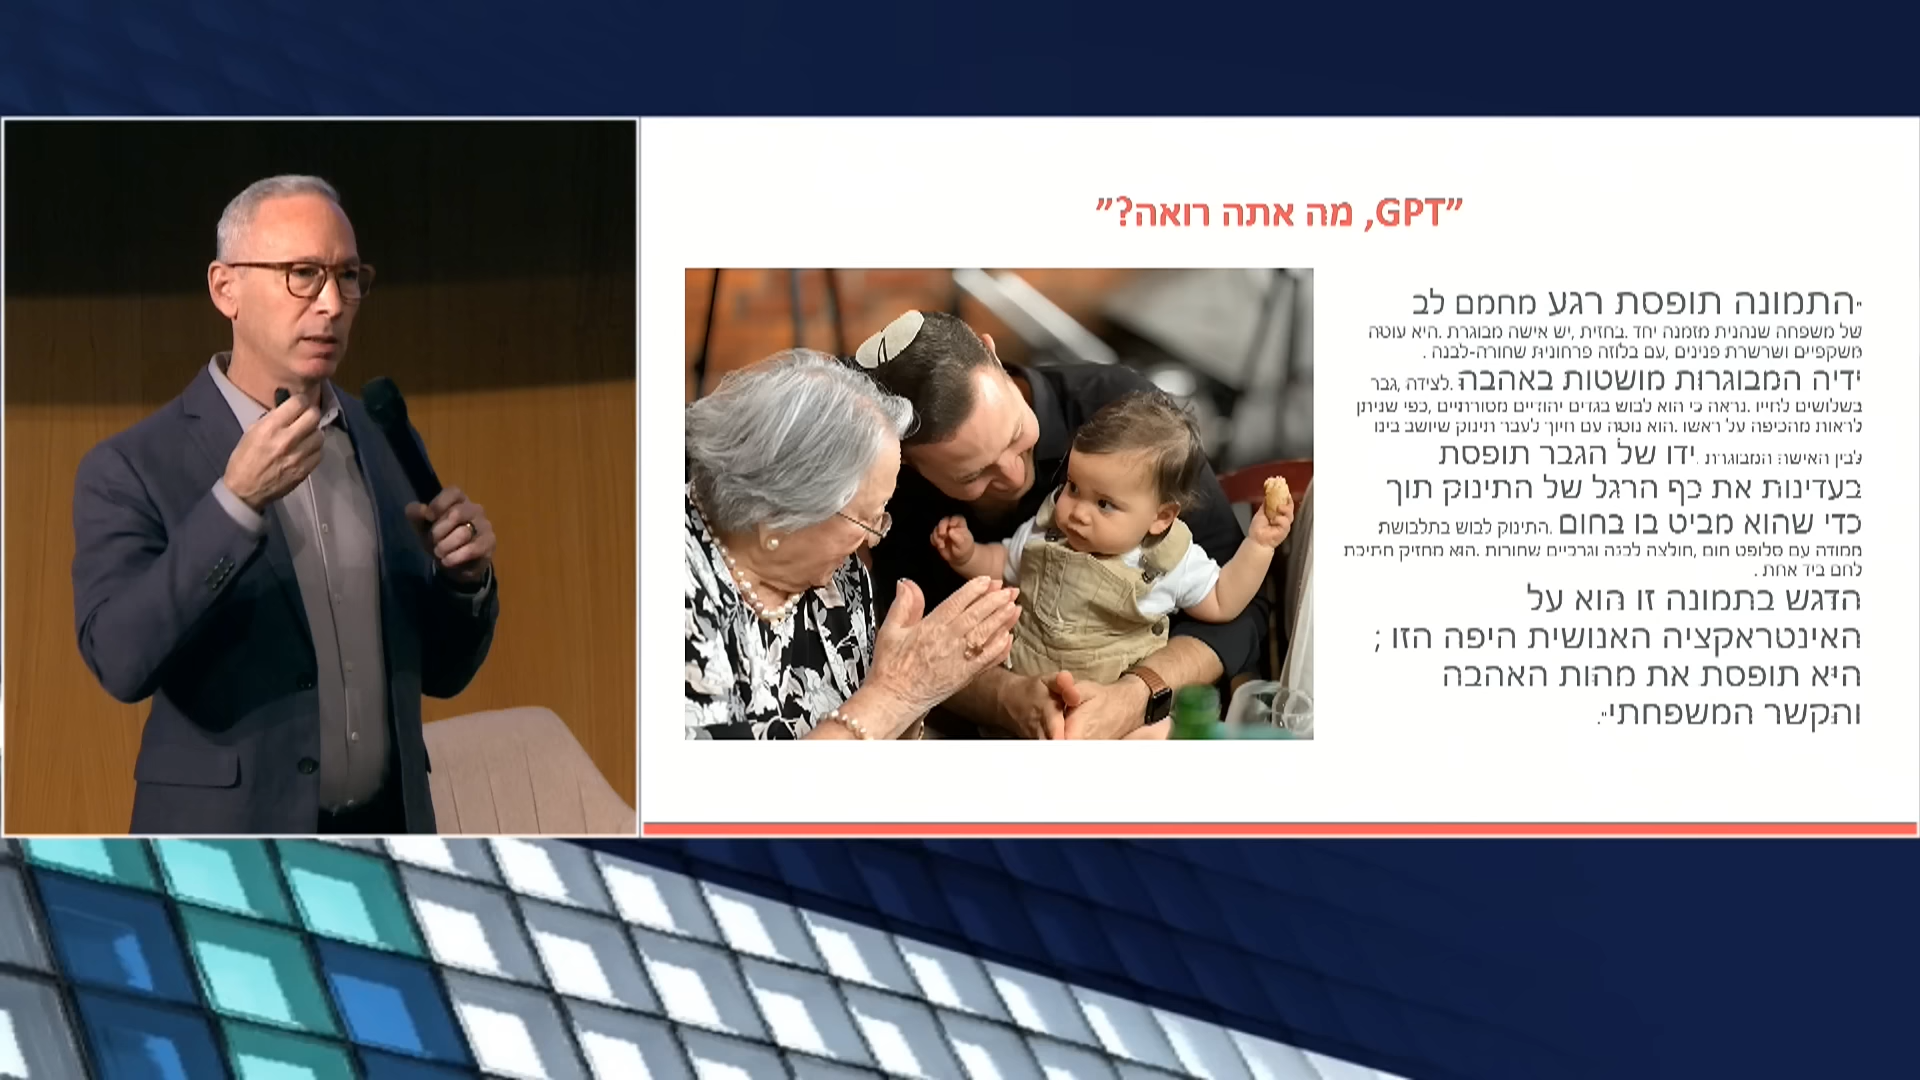 "GPT, מה אתה רואה?"
"התמונה תופסת רגע מחמם לב
של משפחה שנהנית מזמנה יחד .בחזית ,יש אישה מבוגרת .היא עוטה
משקפיים ושרשרת פנינים ,עם בלוזה פרחונית שחורה-לבנה .
ידיה המבוגרות מושטות באהבה .לצידה ,גבר
בשלושים לחייו .נראה כי הוא לבוש בגדים יהודיים מסורתיים ,כפי שניתן
לראות מהכיפה על ראשו .הוא נוטה עם חיוך לעבר תינוק שיושב בינו
לבין האישה המבוגרת .ידו של הגבר תופסת
בעדינות את כף הרגל של התינוק תוך
כדי שהוא מביט בו בחום .התינוק לבוש בתלבושת
חמודה עם סלופט חום ,חולצה לבנה וגרביים שחורות .הוא מחזיק חתיכת
לחם ביד אחת .
הדגש בתמונה זו הוא על
האינטראקציה האנושית היפה הזו ;
היא תופסת את מהות האהבה
והקשר המשפחתי".